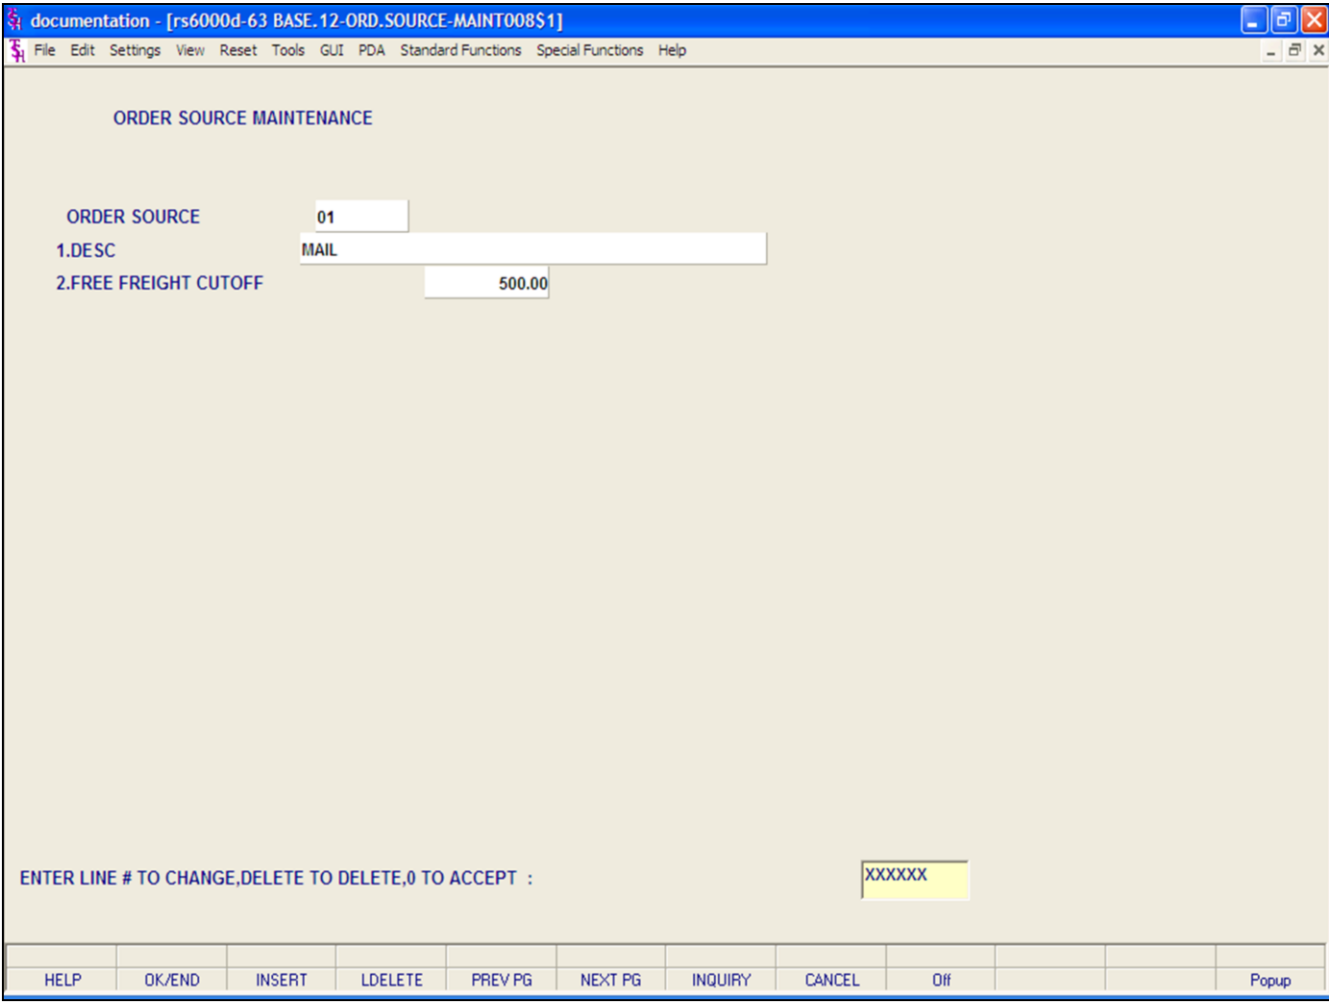 documentation - [rs6000d-63 BASE.12-ORD.SOURCE-MAINT008$1]
File Edit Settings View Reset Tools GUI PDA Standard Functions Special Functions Help
ORDER SOURCE MAINTENANCE
ORDER SOURCE 01
1.DESC MAIL
2.FREE FREIGHT CUTOFF 500.00
ENTER LINE # TO CHANGE,DELETE TO DELETE,0 TO ACCEPT : XXXXXX
HELP OK/END INSERT LDELETE PREV PG NEXT PG INQUIRY CANCEL Off Popup